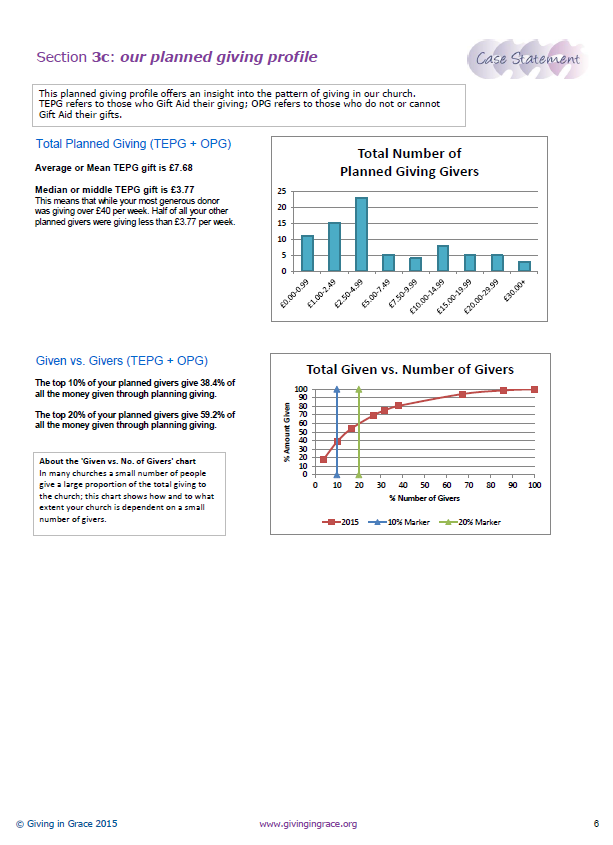 Section 3c: our planned giving profile
Case Statement
This planned giving profile offers an insight into the pattern of giving in our church.
TEPG refers to those who Gift Aid their giving; OPG refers to those who do not or cannot
Gift Aid their gifts.
Total Planned Giving (TEPG + OPG)
Average or Mean TEPG gift is £7.68
Median or middle TEPG gift is £3.77
This means that while your most generous donor
was giving over £40 per week. Half of all your other
planned givers were giving less than £3.77 per week.
Total Number of
Planned Giving Givers
25
20
15
10
5
0
£0.00-0.99
£1.00-2.49
£2.50-4.99
£5.00-7.49
£7.50-9.99
£10.00-14.99
£15.00-19.99
£20.00-29.99
£30.00+
Given vs. Givers (TEPG + OPG)
The top 10% of your planned givers give 38.4% of
all the money given through planning giving.
The top 20% of your planned givers give 59.2% of
all the money given through planning giving.
About the 'Given vs. No. of Givers' chart
In many churches a small number of people
give a large proportion of the total giving to
the church; this chart shows how and to what
extent your church is dependent on a small
number of givers.
Total Given vs. Number of Givers
% Amount Given
100
90
80
70
60
50
40
30
20
10
0
0 10 20 30 40 50 60 70 80 90 100
% Number of Givers
2015 10% Marker 20% Marker
© Giving in Grace 2015 www.givingingrace.org 6